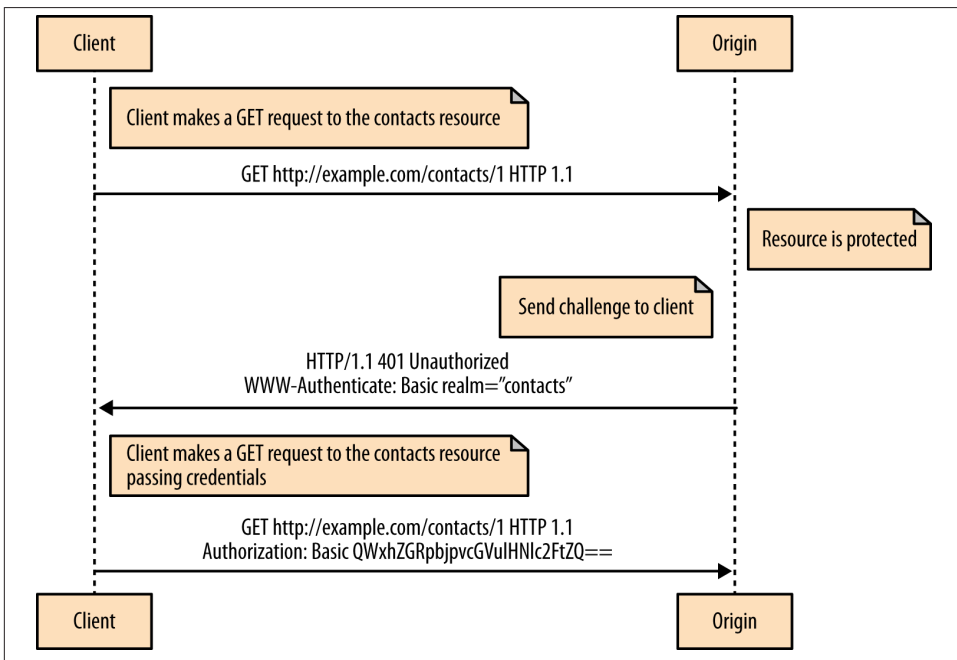 Client
Origin
Client makes a GET request to the contacts resource
GET http://example.com/contacts/1 HTTP 1.1
Resource is protected
Send challenge to client
HTTP/1.1 401 Unauthorized
WWW-Authenticate: Basic realm=”contacts”
Client makes a GET request to the contacts resource
passing credentials
GET http://example.com/contacts/1 HTTP 1.1
Authorization: Basic QWxhZGRpbjpvcGVulHNlc2FtZQ==
Client
Origin